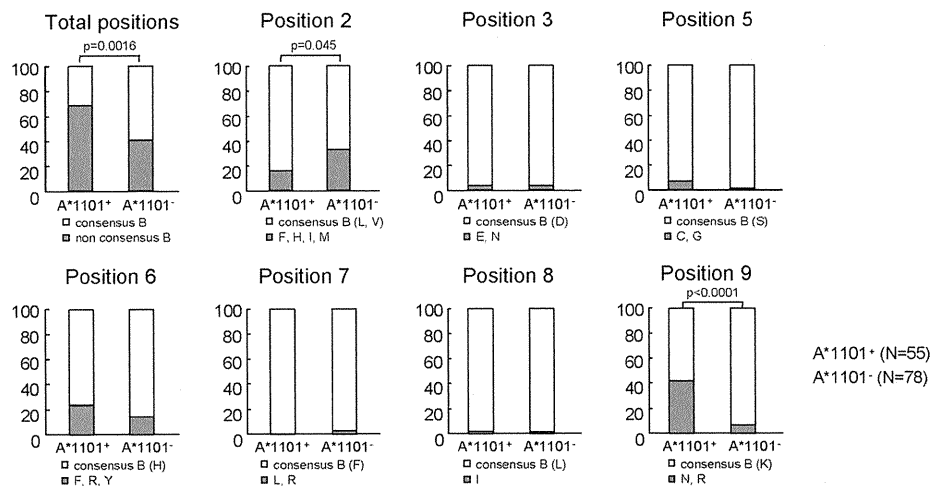 Total positions
p=0.0016
100
80
60
40
20
0
A*1101+ A*1101-
□ consensus B
■ non consensus B
Position 2
p=0.045
100
80
60
40
20
0
A*1101+ A*1101-
□ consensus B (L, V)
■ F, H, I, M
Position 3
100
80
60
40
20
0
A*1101+ A*1101-
□ consensus B (D)
■ E, N
Position 5
100
80
60
40
20
0
A*1101+ A*1101-
□ consensus B (S)
■ C, G
Position 6
100
80
60
40
20
0
A*1101+ A*1101-
□ consensus B (H)
■ F, R, Y
Position 7
100
80
60
40
20
0
A*1101+ A*1101-
□ consensus B (F)
■ L, R
Position 8
100
80
60
40
20
0
A*1101+ A*1101-
□ consensus B (L)
■ I
Position 9
p<0.0001
100
80
60
40
20
0
A*1101+ A*1101-
□ consensus B (K)
■ N, R
A*1101+ (N=55)
A*1101- (N=78)